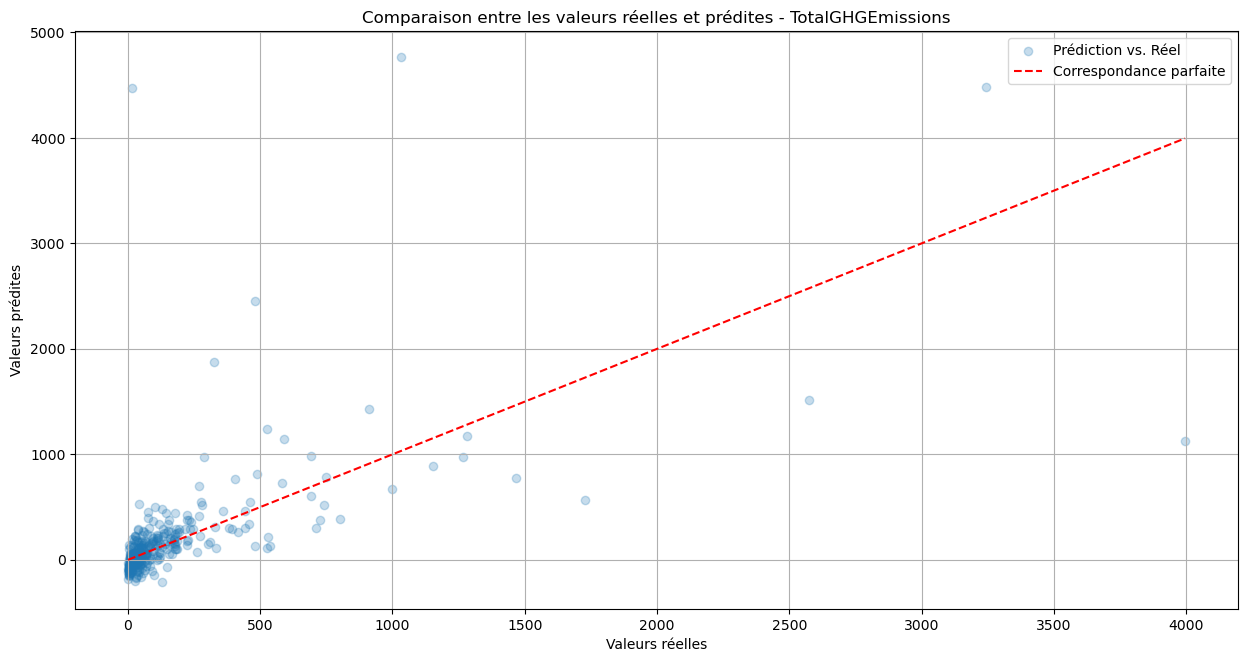 Comparaison entre les valeurs réelles et prédites - TotalGHGEmissions
Prédiction vs. Réel
Correspondance parfaite
Valeurs prédites
5000
4000
3000
2000
1000
0
0 500 1000 1500 2000 2500 3000 3500 4000
Valeurs réelles